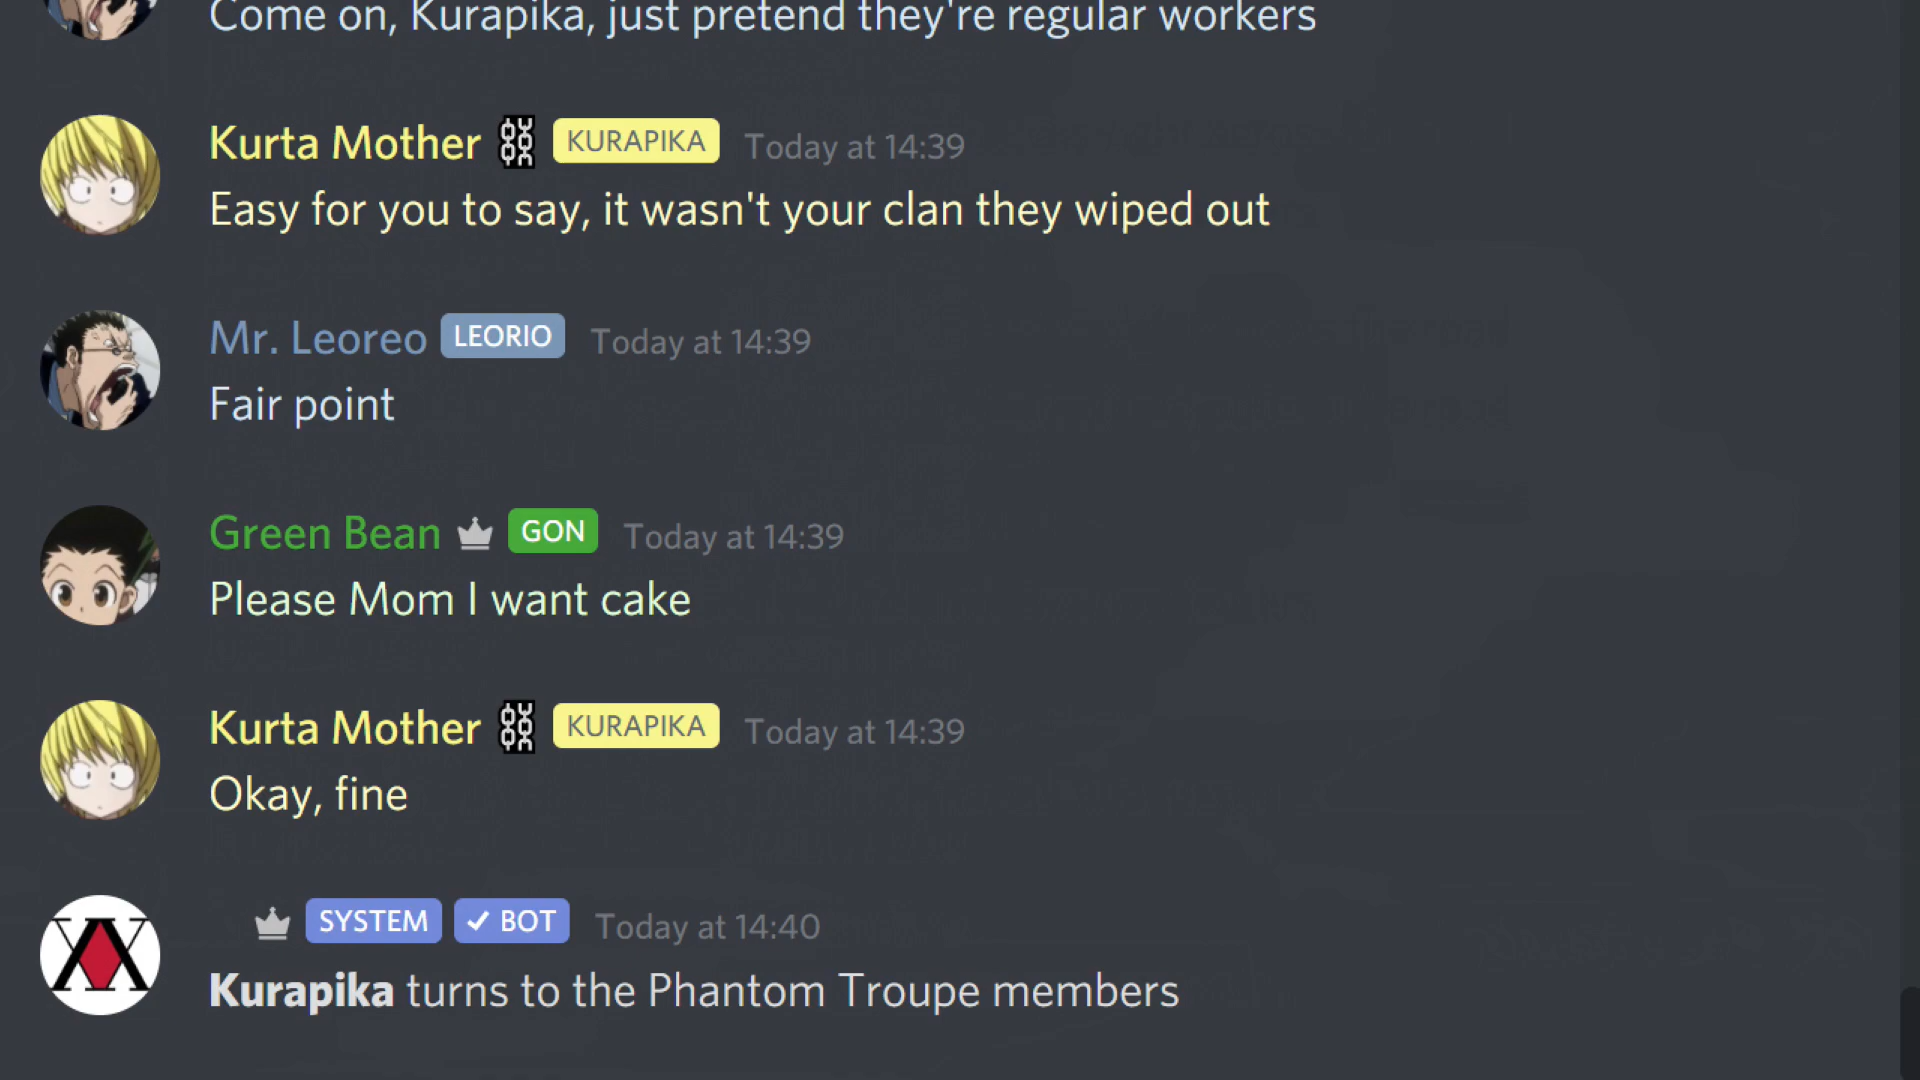 Come on, Kurapika, just pretend they're regular workers
Kurta Mother KURAPIKA Today at 14:39
Easy for you to say, it wasn't your clan they wiped out
Mr. Leoreo LEORIO Today at 14:39
Fair point
Green Bean GON Today at 14:39
Please Mom I want cake
Kurta Mother KURAPIKA Today at 14:39
Okay, fine
SYSTEM ✓ BOT Today at 14:40
Kurapika turns to the Phantom Troupe members